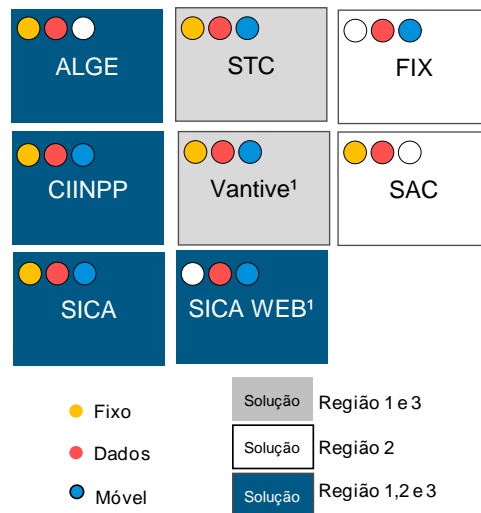 ALGE
STC
FIX
CIINPP
Vantive¹
SAC
SICA
SICA WEB¹
Fixo
Dados
Móvel
Solução Região 1 e 3
Solução Região 2
Solução Região 1,2 e 3